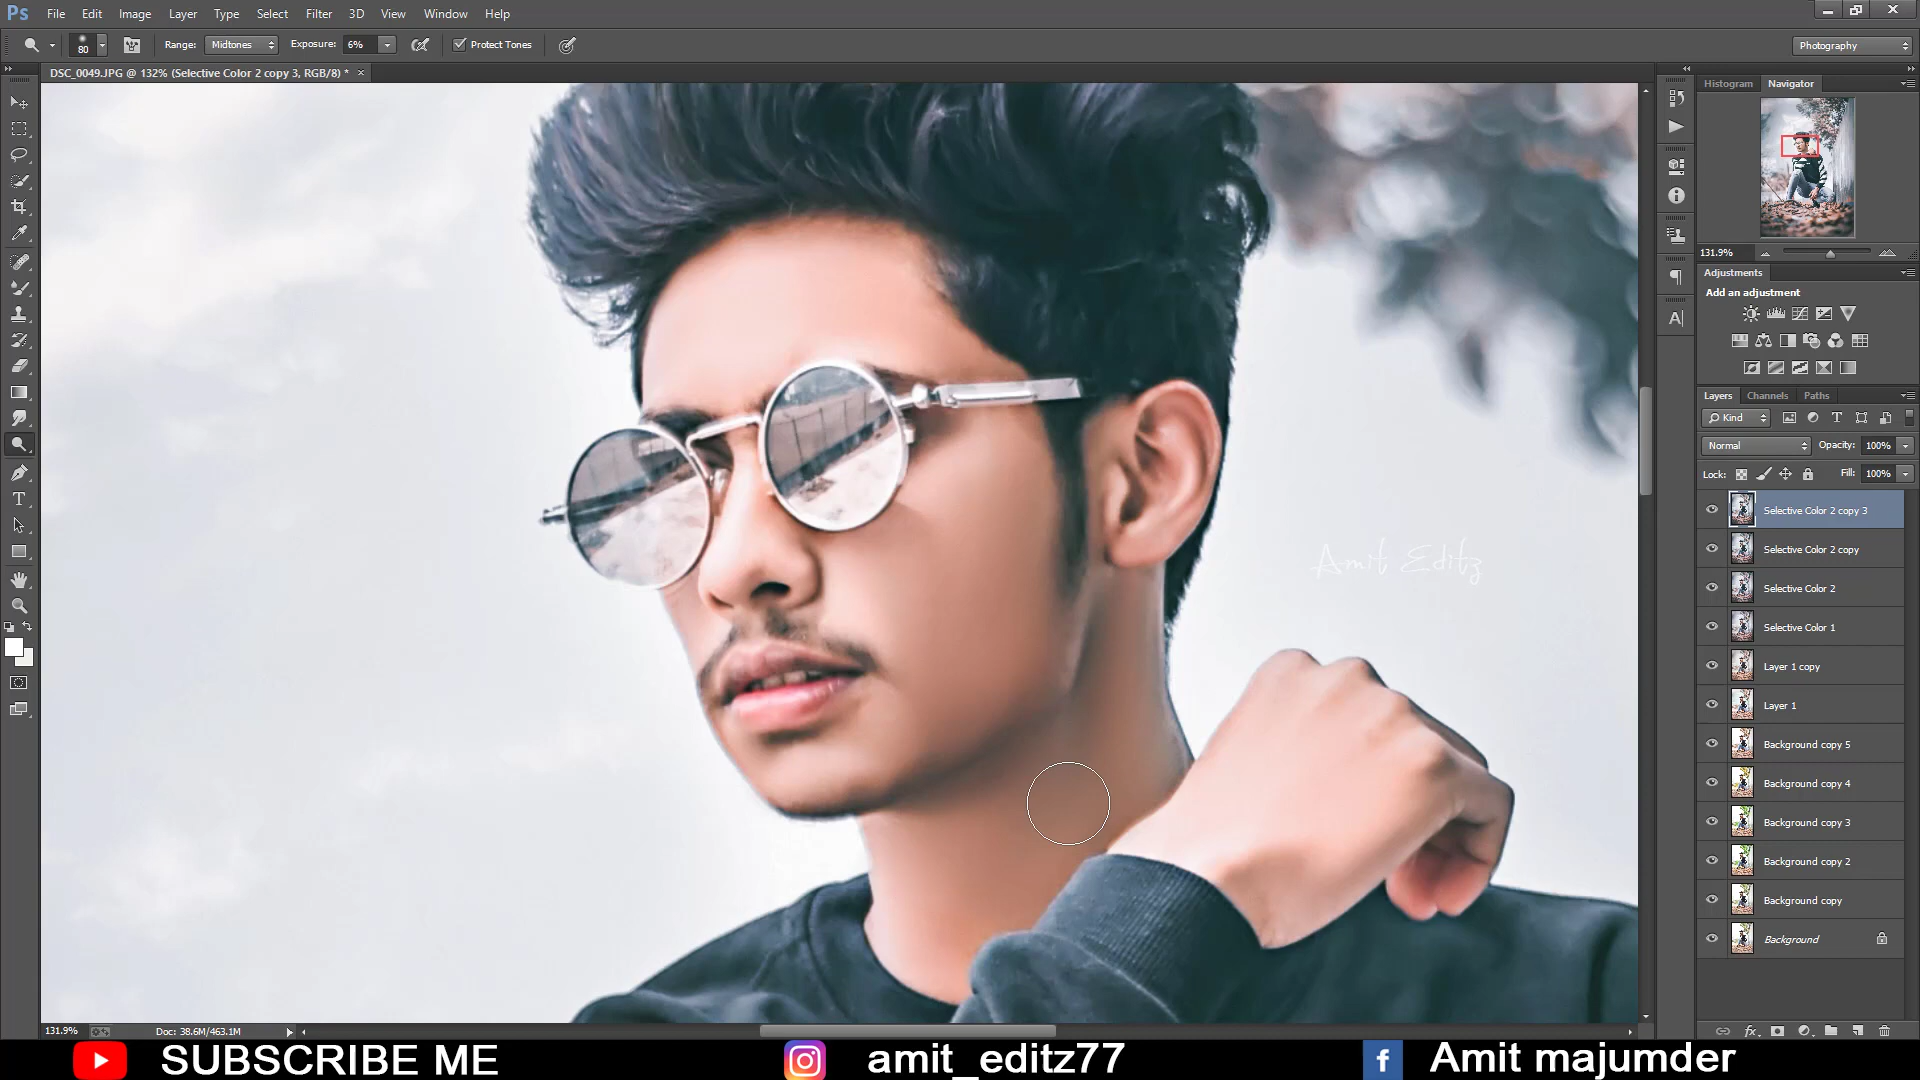 Ps File Edit Image Layer Type Select Filter 3D View Window Help
80 Range: Midtones Exposure: 6% Protect Tones Photography
DSC_0049.JPG @ 132% (Selective Color 2 copy 3, RGB/8) * ×
Histogram Navigator
131.9%
Adjustments
Add an adjustment
Layers Channels Paths
Kind
Normal Opacity: 100%
Lock: Fill: 100%
Selective Color 2 copy 3
Selective Color 2 copy
Selective Color 2
Selective Color 1
Layer 1 copy
Layer 1
Background copy 5
Background copy 4
Background copy 3
Background copy 2
Background copy
Background
Amit Editz
131.9% Doc: 38.6M/463.1M
SUBSCRIBE ME amit_editz77 Amit majumder